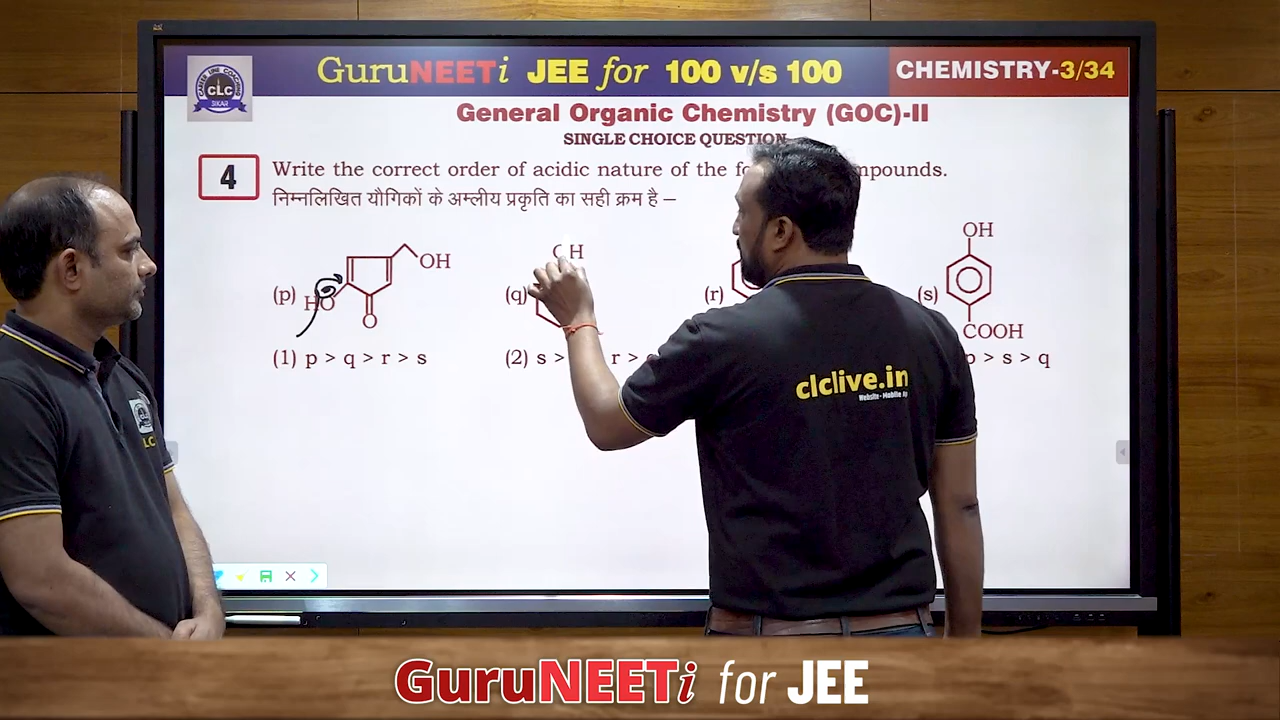 GuruNEETi JEE for 100 v/s 100
CHEMISTRY-3/34
CLC
SIKAR
General Organic Chemistry (GOC)-II
SINGLE CHOICE QUESTION
4
Write the correct order of acidic nature of the
निम्नलिखित यौगिकों के अम्लीय प्रकृति का सही क्रम है –
(p) HO O OH
(q) H
(r)
(s) OH COOH
(1) p > q > r > s
(2) s > r >
p > s > q
clclive.in
Website - Mobile
GuruNEETi for JEE